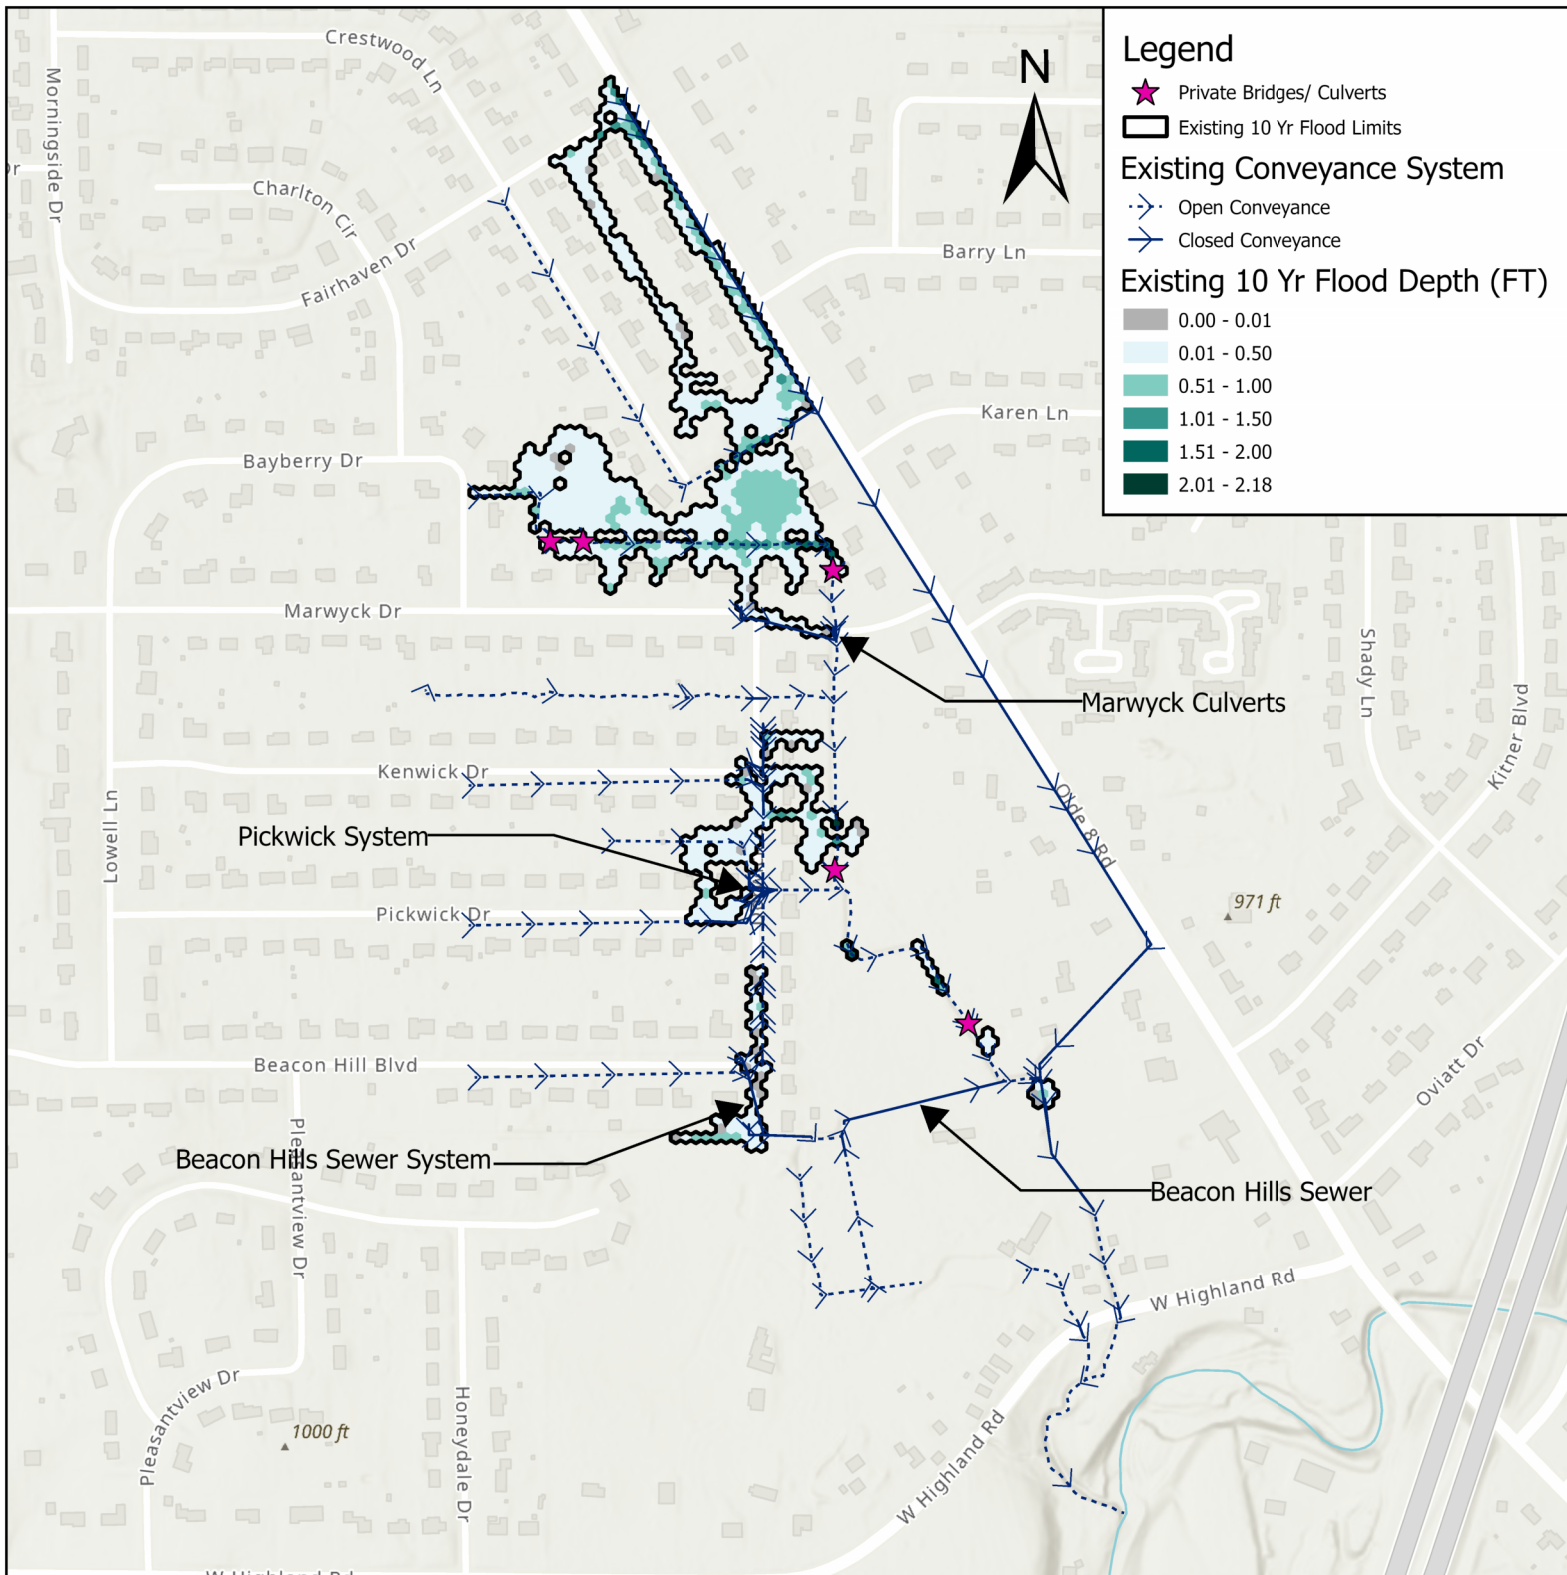 Crestwood Ln
Morningside Dr
Dr
Charlton Cir
Fairhaven Dr
N
Legend
Private Bridges/ Culverts
Existing 10 Yr Flood Limits
Existing Conveyance System
Open Conveyance
Closed Conveyance
Existing 10 Yr Flood Depth (FT)
0.00 - 0.01
0.01 - 0.50
0.51 - 1.00
1.01 - 1.50
1.51 - 2.00
2.01 - 2.18
Barry Ln
Karen Ln
Bayberry Dr
Marwyck Dr
Marwyck Culverts
Shady Ln
Kitner Blvd
Kenwick Dr
Lowell Ln
Olde 8 Rd
Pickwick System
Pickwick Dr
971 ft
Beacon Hill Blvd
Oviatt Dr
Pleasantview Dr
Beacon Hills Sewer System
Beacon Hills Sewer
W Highland Rd
Pleasantview Dr
1000 ft
Honeydale Dr
W Highland Rd
W Highland Rd